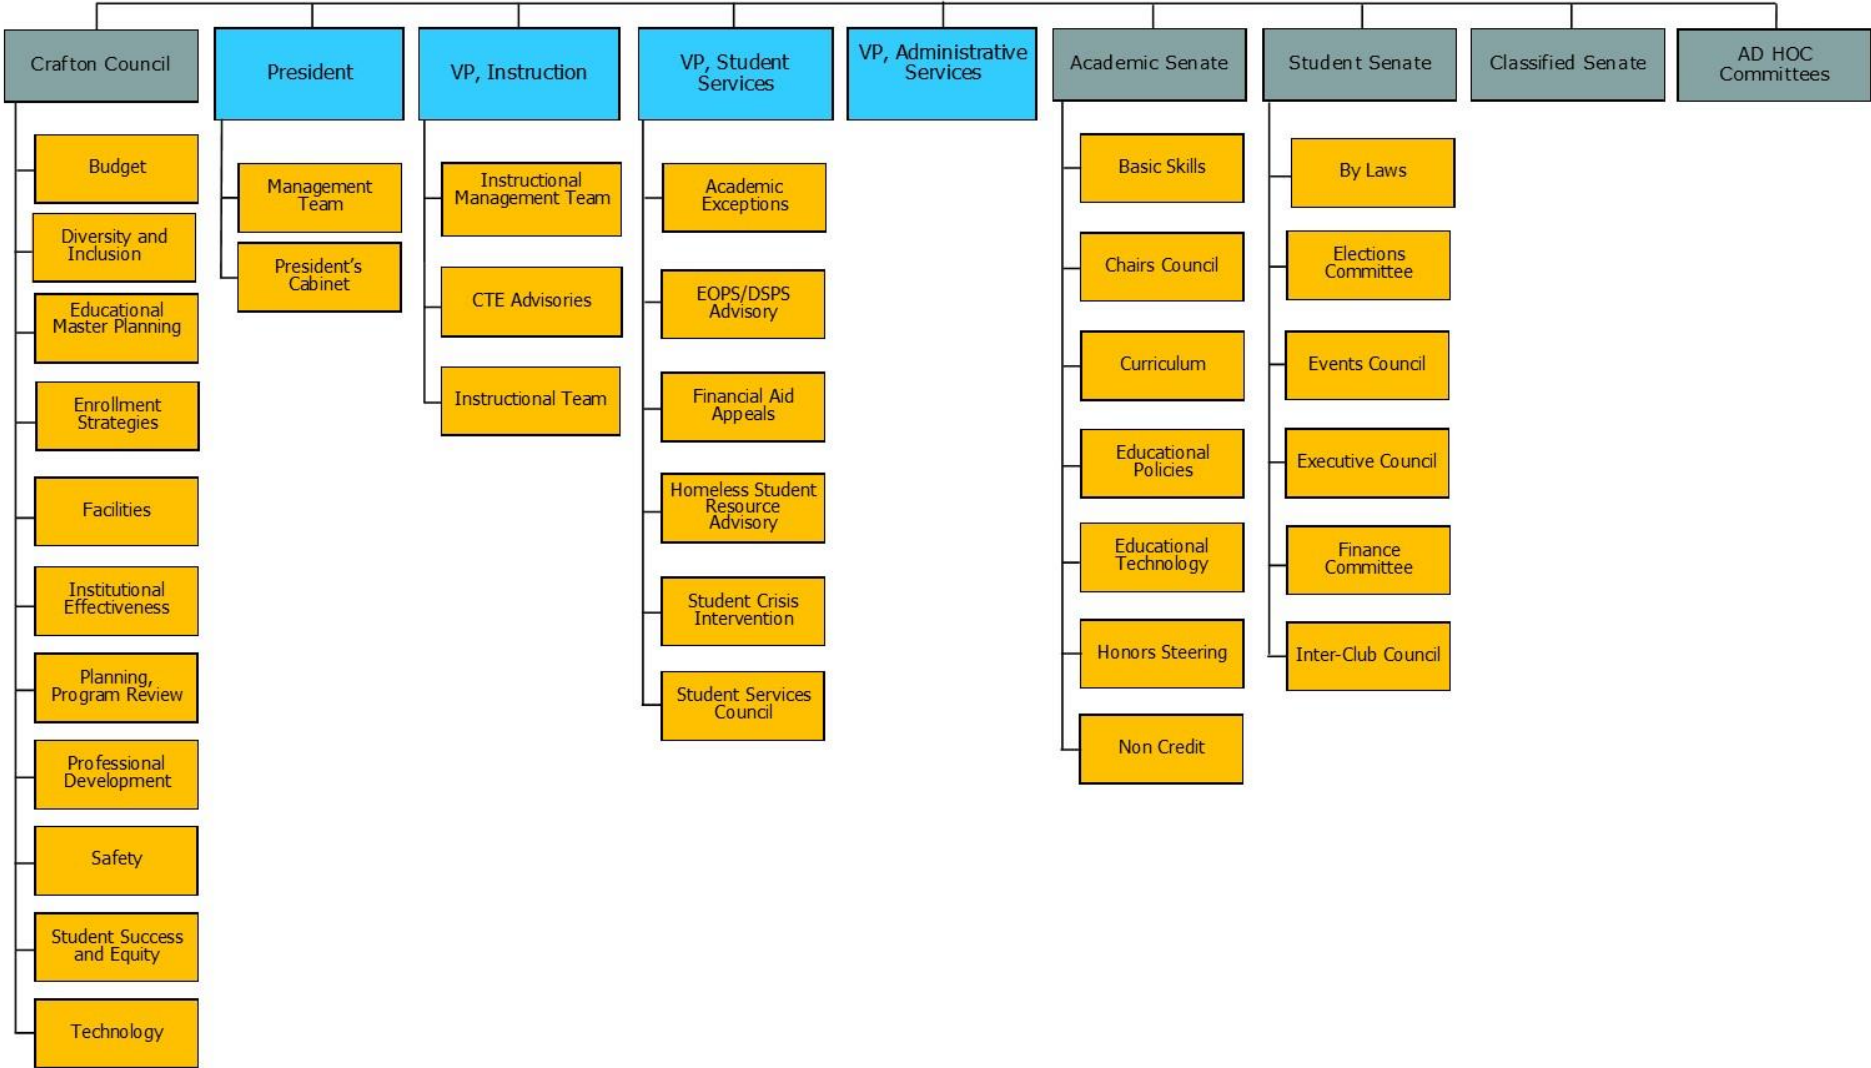 Crafton Council
President
VP, Instruction
VP, Student
Services
VP, Administrative
Services
Academic Senate
Student Senate
Classified Senate
AD HOC
Committees
Budget
Diversity and
Inclusion
Educational
Master Planning
Enrollment
Strategies
Facilities
Institutional
Effectiveness
Planning,
Program Review
Professional
Development
Safety
Student Success
and Equity
Technology
Management
Team
President’s
Cabinet
Instructional
Management Team
CTE Advisories
Instructional Team
Academic
Exceptions
EOPS/DSPS
Advisory
Financial Aid
Appeals
Homeless Student
Resource
Advisory
Student Crisis
Intervention
Student Services
Council
Basic Skills
Chairs Council
Curriculum
Educational
Policies
Educational
Technology
Honors Steering
Non Credit
By Laws
Elections
Committee
Events Council
Executive Council
Finance
Committee
Inter-Club Council